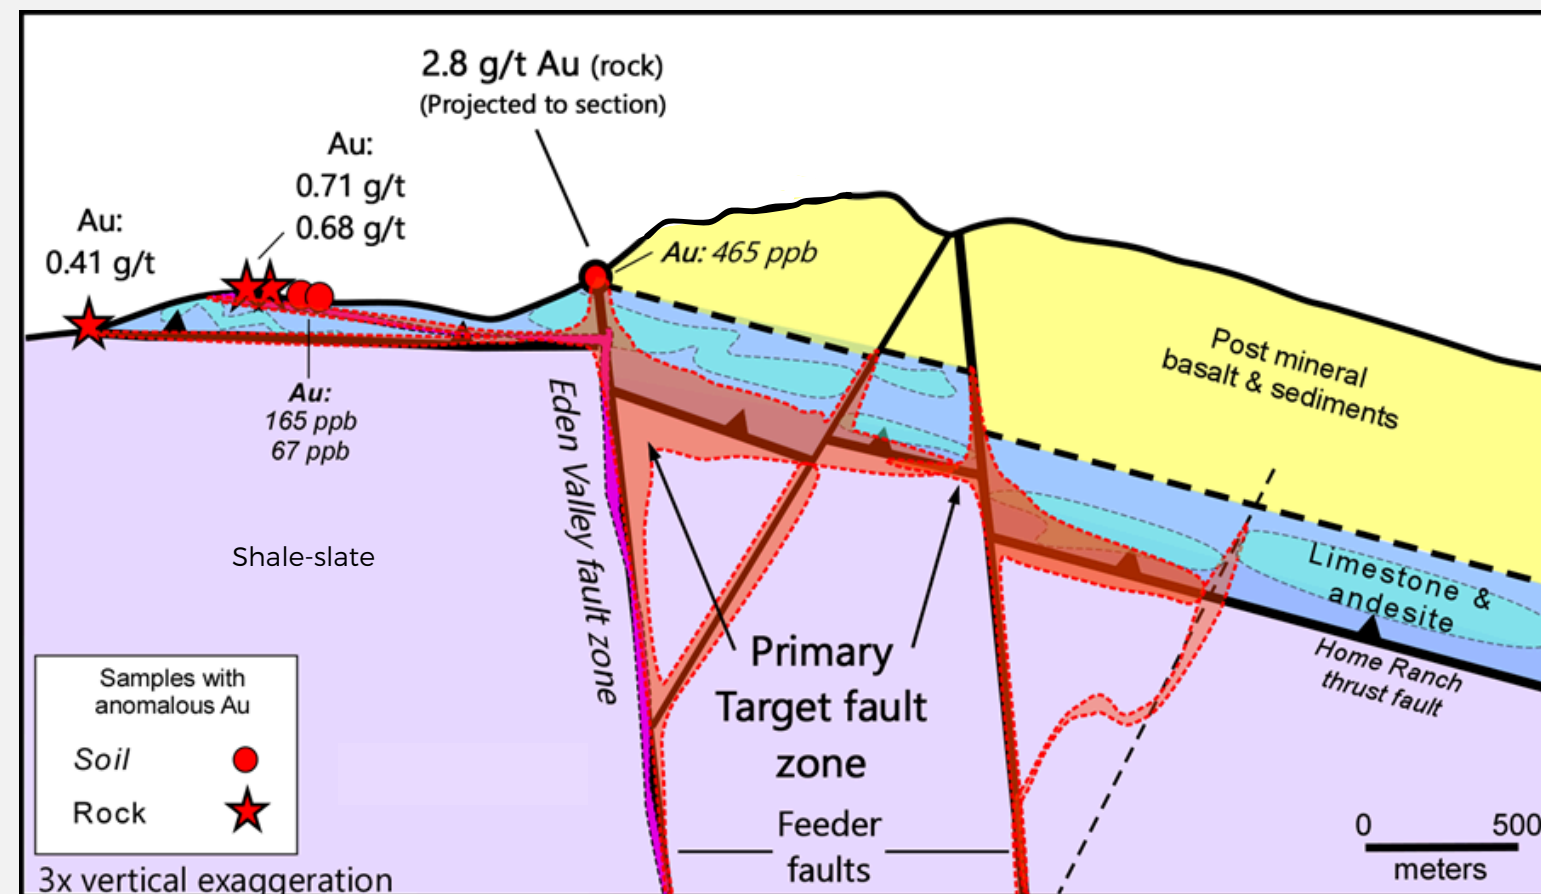 2.8 g/t Au (rock)
(Projected to section)
Au:
0.71 g/t
0.68 g/t
Au:
0.41 g/t
Au: 465 ppb
Post mineral
basalt & sediments
Au:
165 ppb
67 ppb
Eden Valley fault zone
Shale-slate
Limestone &
andesite
Home Ranch
thrust fault
Primary
Target fault
zone
Feeder
faults
Samples with
anomalous Au
Soil
Rock
3x vertical exaggeration
0 500
meters